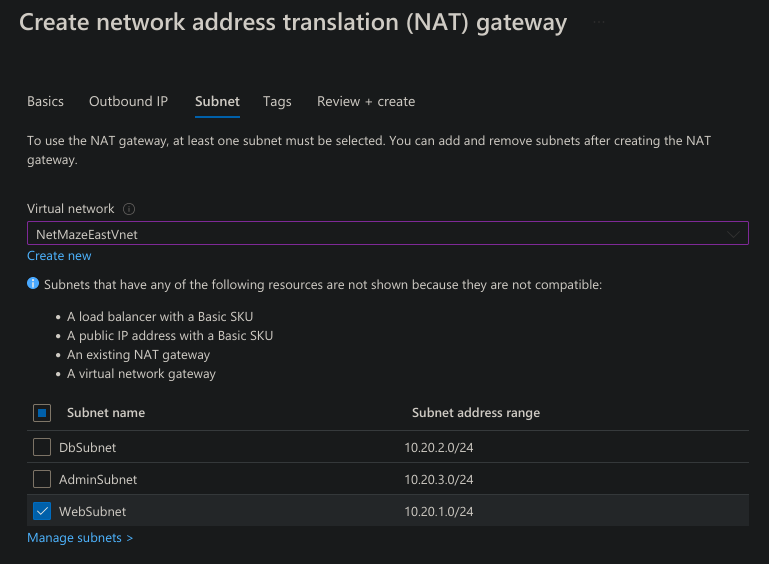 Create network address translation (NAT) gateway ...
Basics Outbound IP Subnet Tags Review + create
To use the NAT gateway, at least one subnet must be selected. You can add and remove subnets after creating the NAT
gateway.
Virtual network
NetMazeEastVnet
Create new
Subnets that have any of the following resources are not shown because they are not compatible:
• A load balancer with a Basic SKU
• A public IP address with a Basic SKU
• An existing NAT gateway
• A virtual network gateway
Subnet name Subnet address range
DbSubnet 10.20.2.0/24
AdminSubnet 10.20.3.0/24
WebSubnet 10.20.1.0/24
Manage subnets >